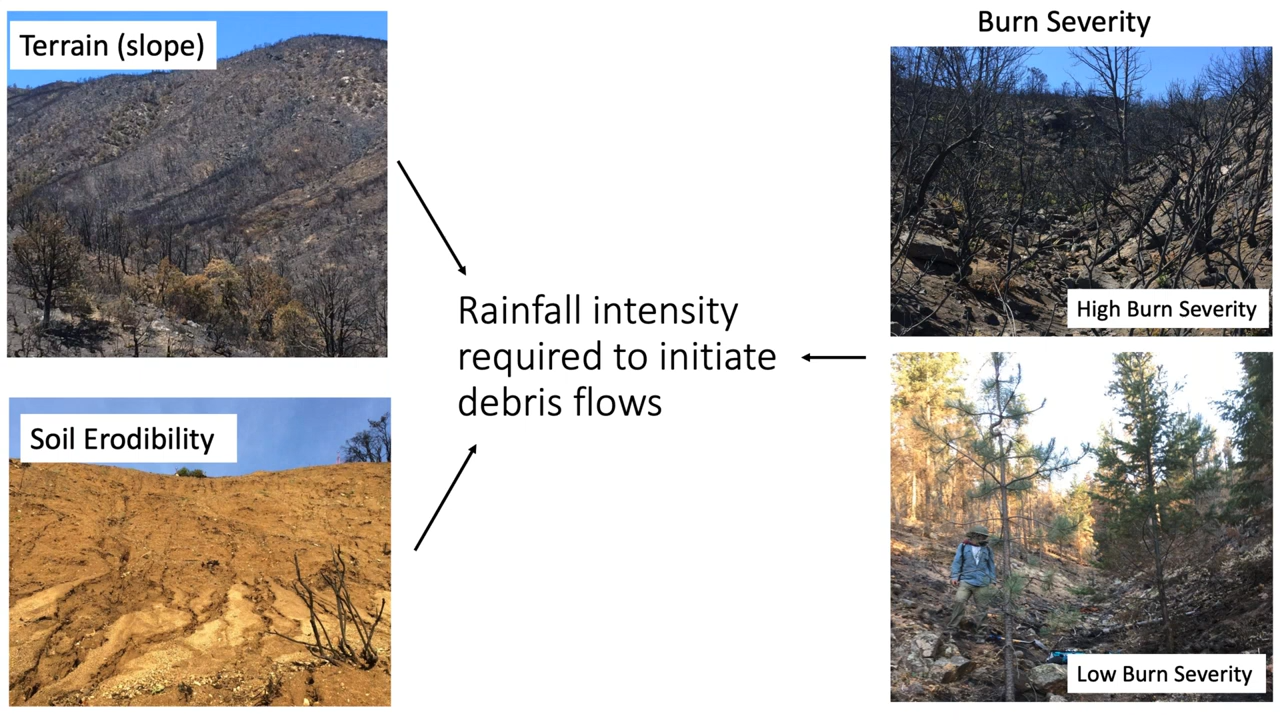 Terrain (slope)
Soil Erodibility
Rainfall intensity
required to initiate
debris flows
Burn Severity
High Burn Severity
Low Burn Severity